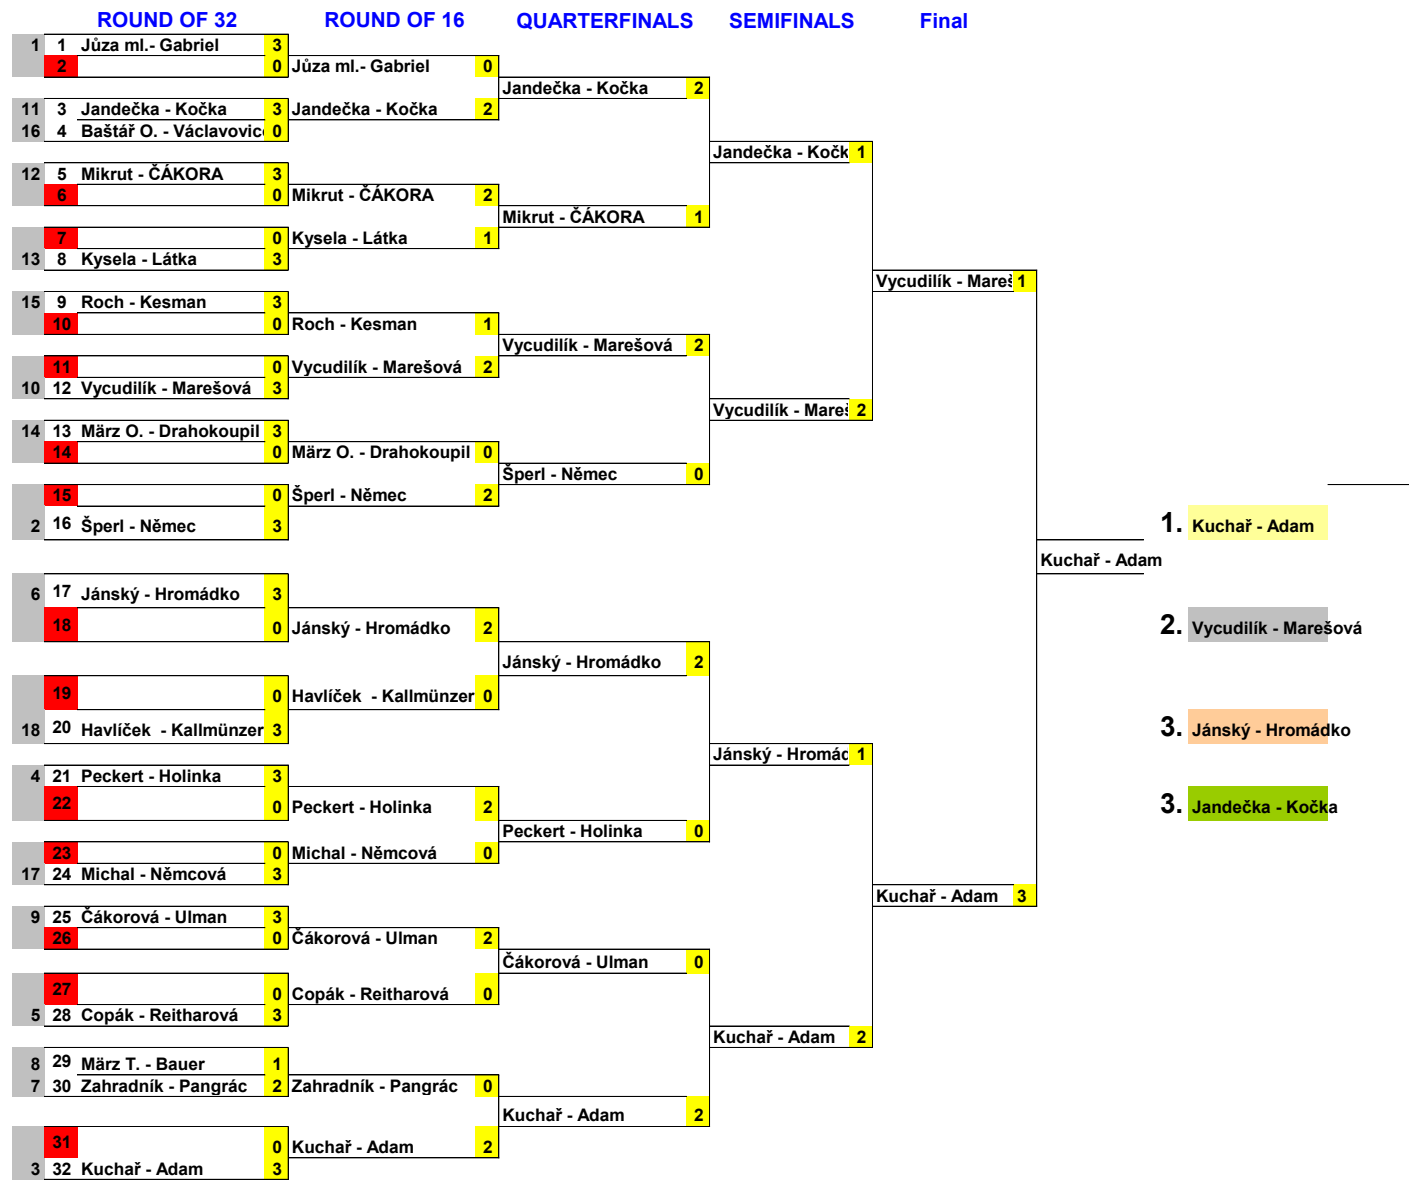 ROUND OF 32 ROUND OF 16 QUARTERFINALS SEMIFINALS Final
1 1 Jůza ml.- Gabriel 3
2 0 Jůza ml.- Gabriel 0
Jandečka - Kočka 2
11 3 Jandečka - Kočka 3 Jandečka - Kočka 2
16 4 Baštář O. - Václavovic 0
Jandečka - Kočk 1
12 5 Mikrut - ČÁKORA 3
6 0 Mikrut - ČÁKORA 2
Mikrut - ČÁKORA 1
7 0 Kysela - Látka 1
13 8 Kysela - Látka 3
Vycudilík - Mareš 1
15 9 Roch - Kesman 3
10 0 Roch - Kesman 1
Vycudilík - Marešová 2
11 0 Vycudilík - Marešová 2
10 12 Vycudilík - Marešová 3
Vycudilík - Mareš 2
14 13 März O. - Drahokoupil 3
14 0 März O. - Drahokoupil 0
Šperl - Němec 0
15 0 Šperl - Němec 2
2 16 Šperl - Němec 3
1. Kuchař - Adam
Kuchař - Adam
6 17 Jánský - Hromádko 3
18 0 Jánský - Hromádko 2
2. Vycudilík - Marešová
Jánský - Hromádko 2
19 0 Havlíček - Kallmünzer 0
18 20 Havlíček - Kallmünzer 3
3. Jánský - Hromádko
Jánský - Hromác 1
4 21 Peckert - Holinka 3
22 0 Peckert - Holinka 2
3. Jandečka - Kočka
Peckert - Holinka 0
23 0 Michal - Němcová 0
17 24 Michal - Němcová 3
Kuchař - Adam 3
9 25 Čákorová - Ulman 3
26 0 Čákorová - Ulman 2
Čákorová - Ulman 0
27 0 Copák - Reitharová 0
5 28 Copák - Reitharová 3
Kuchař - Adam 2
8 29 März T. - Bauer 1
7 30 Zahradník - Pangrác 2 Zahradník - Pangrác 0
Kuchař - Adam 2
31 0 Kuchař - Adam 2
3 32 Kuchař - Adam 3